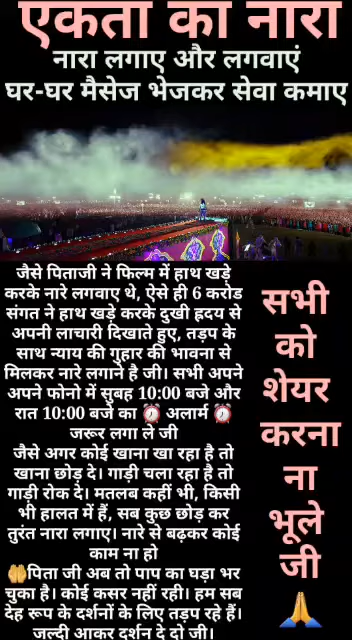 एकता का नारा
नारा लगाए और लगवाएं
घर-घर मैसेज भेजकर सेवा कमाए
जैसे पिताजी ने फिल्म में हाथ खड़े
करके नारे लगवाए थे, ऐसे ही 6 करोड
संगत ने हाथ खड़े करके दुखी ह्रदय से
अपनी लाचारी दिखाते हुए, तड़प के
साथ न्याय की गुहार की भावना से
मिलकर नारे लगाने है जी। सभी अपने
अपने फोनो में सुबह 10:00 बजे और
रात 10:00 बजे का ⏰ अलार्म ⏰
जरूर लगा ले जी
जैसे अगर कोई खाना खा रहा है तो
खाना छोड़ दे। गाड़ी चला रहा है तो
गाड़ी रोक दे। मतलब कहीं भी, किसी
भी हालत में हैं, सब कुछ छोड़ कर
तुरंत नारा लगाए। नारे से बढ़कर कोई
काम ना हो
🤲पिता जी अब तो पाप का घड़ा भर
चुका है। कोई कसर नहीं रही। हम सब
देह रूप के दर्शनों के लिए तड़प रहे हैं।
जल्दी आकर दर्शन दे दो जी।
सभी
को
शेयर
करना
ना
भूले
जी
🙏